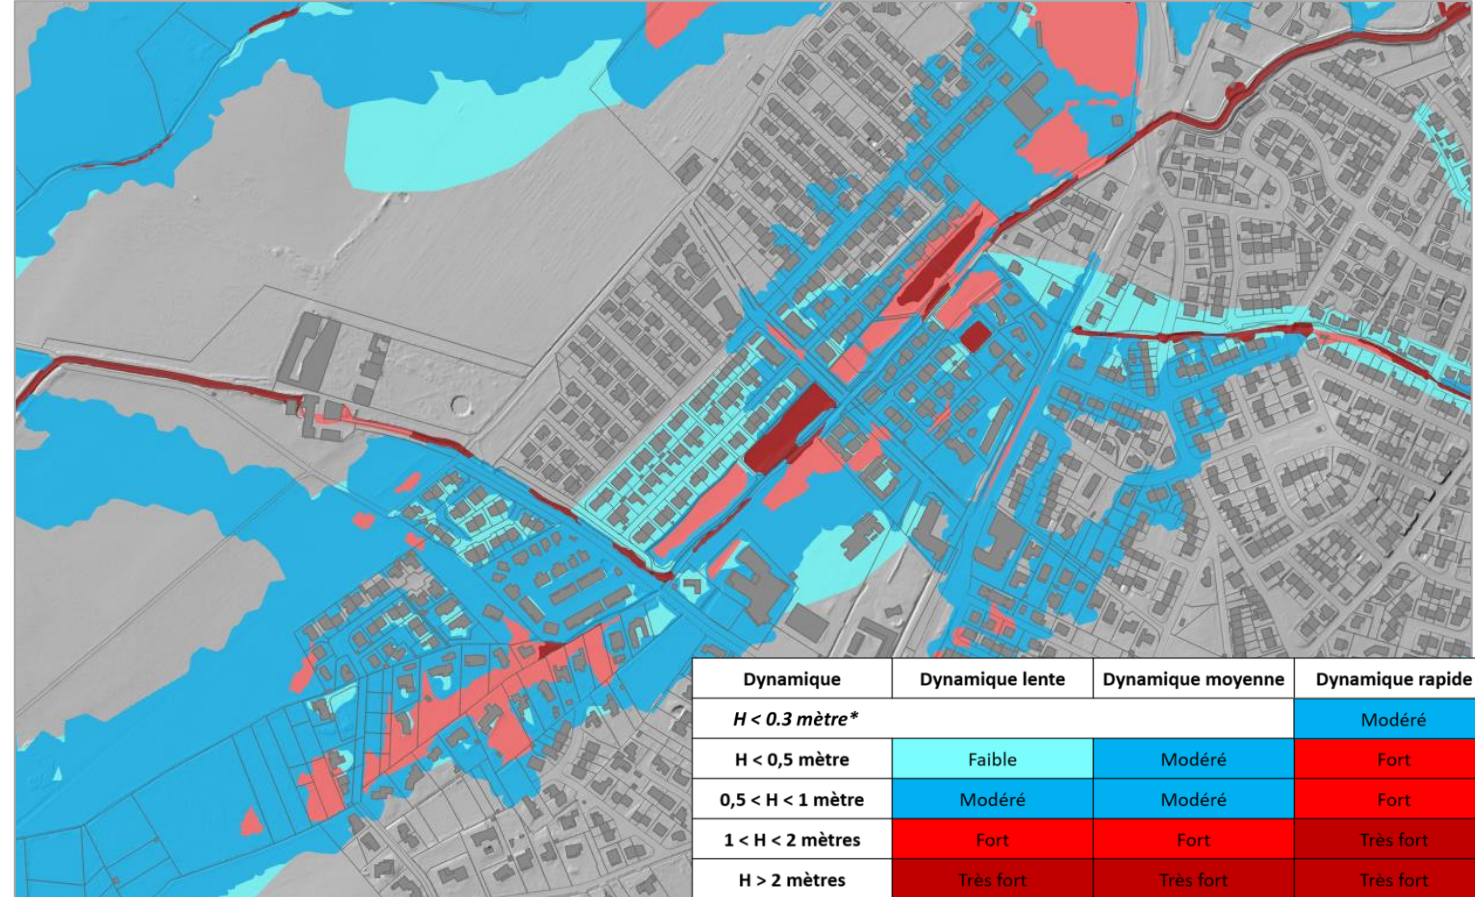 Dynamique Dynamique lente Dynamique moyenne Dynamique rapide
H < 0.3 mètre* Modéré
H < 0,5 mètre Faible Modéré Fort
0,5 < H < 1 mètre Modéré Modéré Fort
1 < H < 2 mètres Fort Fort Très fort
H > 2 mètres Très fort Très fort Très fort